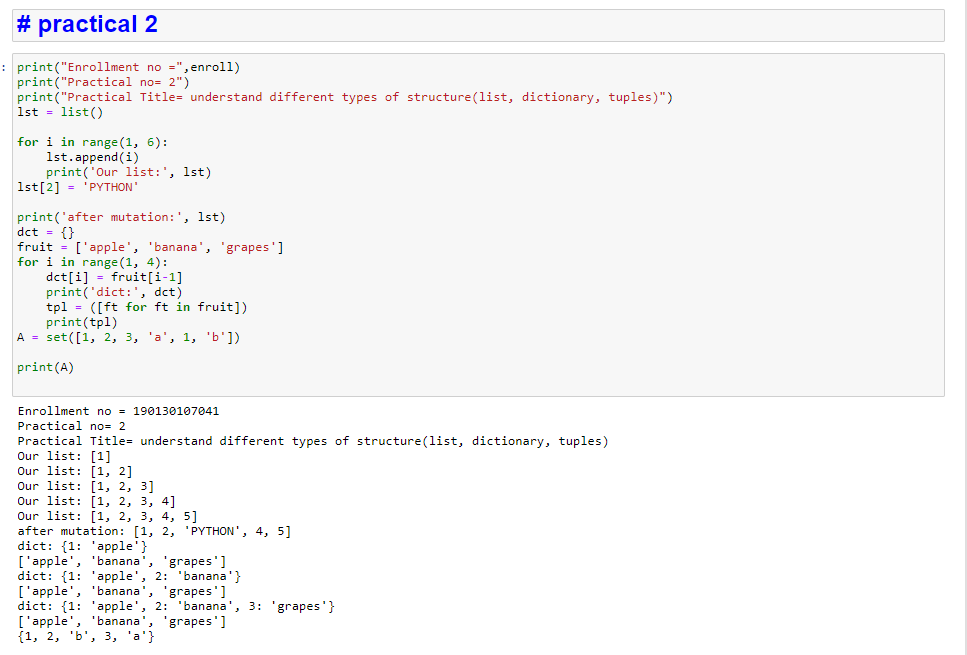 # practical 2
:
print("Enrollment no =",enroll)
print("Practical no= 2")
print("Practical Title= understand different types of structure(list, dictionary, tuples)")
lst = list()

for i in range(1, 6):
    lst.append(i)
    print('Our list:', lst)
lst[2] = 'PYTHON'

print('after mutation:', lst)
dct = {}
fruit = ['apple', 'banana', 'grapes']
for i in range(1, 4):
    dct[i] = fruit[i-1]
    print('dict:', dct)
    tpl = ([ft for ft in fruit])
    print(tpl)
A = set([1, 2, 3, 'a', 1, 'b'])

print(A)

Enrollment no = 190130107041
Practical no= 2
Practical Title= understand different types of structure(list, dictionary, tuples)
Our list: [1]
Our list: [1, 2]
Our list: [1, 2, 3]
Our list: [1, 2, 3, 4]
Our list: [1, 2, 3, 4, 5]
after mutation: [1, 2, 'PYTHON', 4, 5]
dict: {1: 'apple'}
['apple', 'banana', 'grapes']
dict: {1: 'apple', 2: 'banana'}
['apple', 'banana', 'grapes']
dict: {1: 'apple', 2: 'banana', 3: 'grapes'}
['apple', 'banana', 'grapes']
{1, 2, 'b', 3, 'a'}